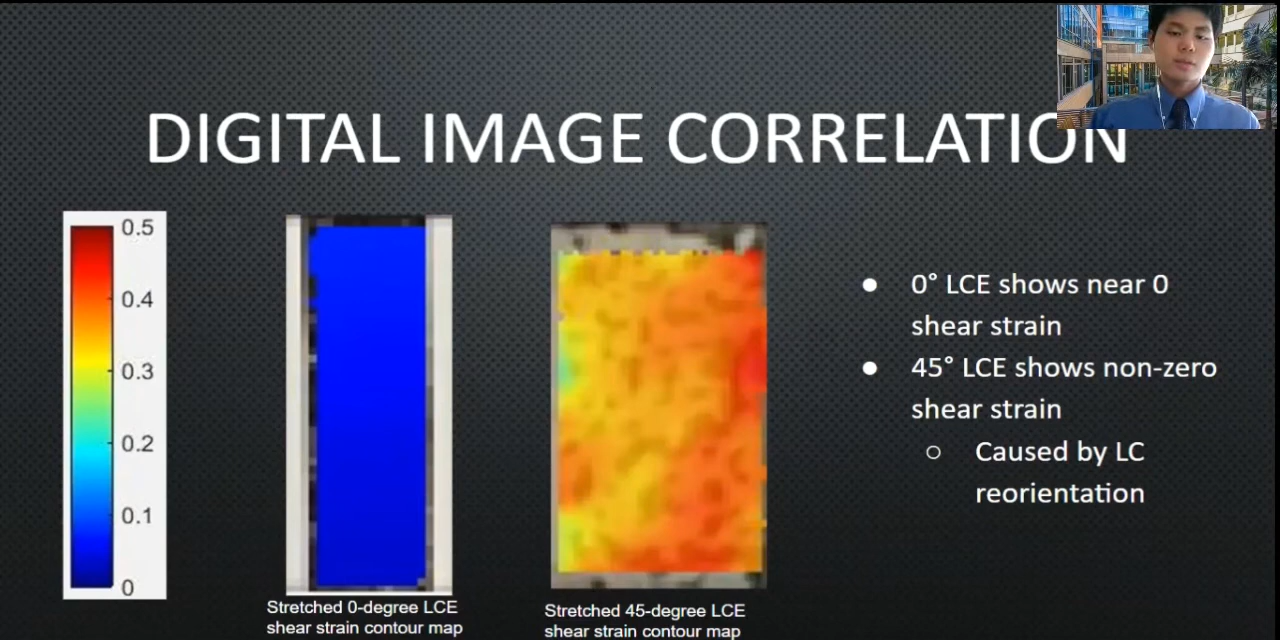 DIGITAL IMAGE CORRELATION
0.5
0.4
0.3
0.2
0.1
0
Stretched 0-degree LCE
shear strain contour map
Stretched 45-degree LCE
shear strain contour map
● 0° LCE shows near 0
shear strain
● 45° LCE shows non-zero
shear strain
○ Caused by LC
reorientation